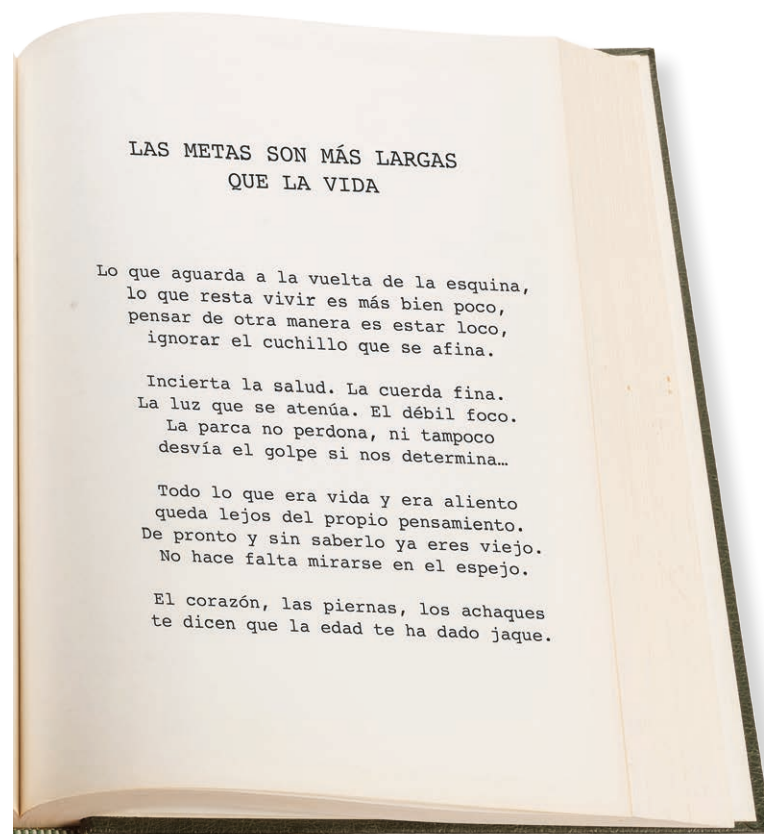 LAS METAS SON MÁS LARGAS
QUE LA VIDA
Lo que aguarda a la vuelta de la esquina,
lo que resta vivir es más bien poco,
pensar de otra manera es estar loco,
ignorar el cuchillo que se afina.
Incierta la salud. La cuerda fina.
La luz que se atenúa. El débil foco.
La parca no perdona, ni tampoco
desvía el golpe si nos determina…
Todo lo que era vida y era aliento
queda lejos del propio pensamiento.
De pronto y sin saberlo ya eres viejo.
No hace falta mirarse en el espejo.
El corazón, las piernas, los achaques
te dicen que la edad te ha dado jaque.